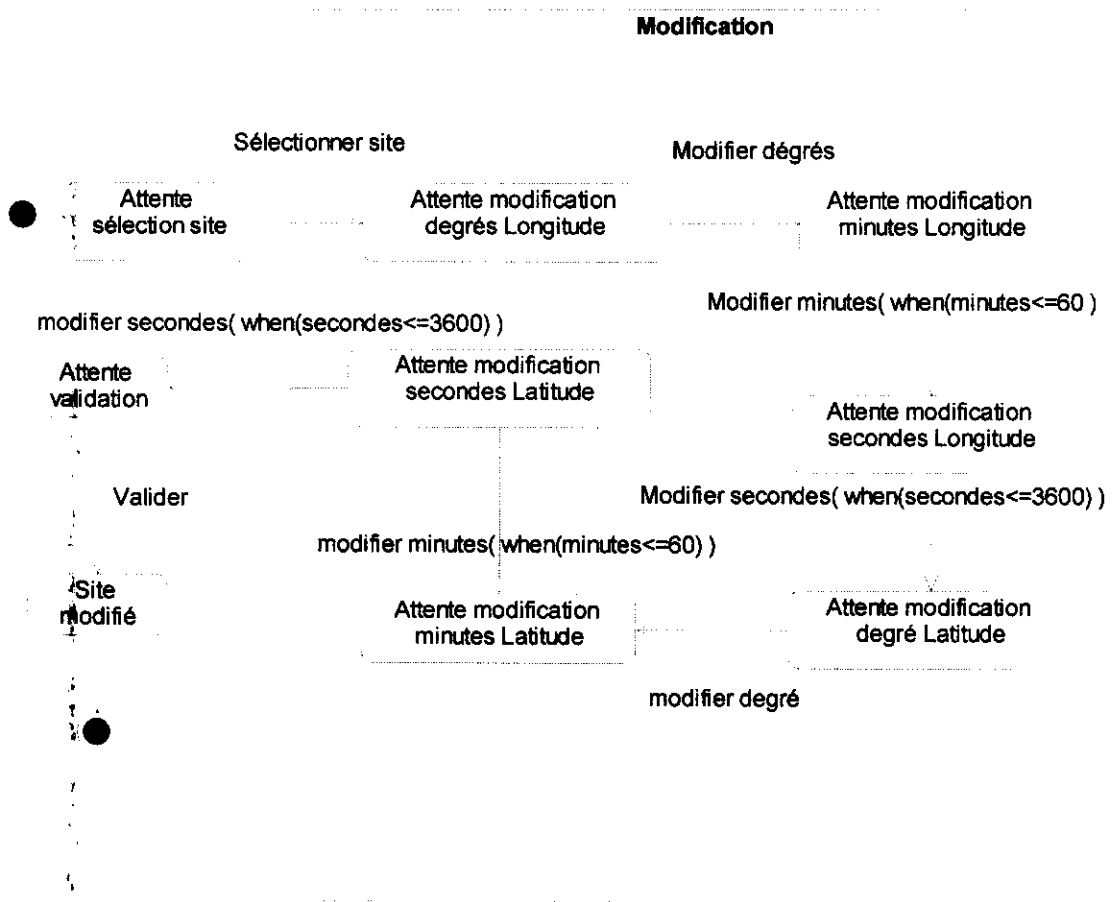 Modification
Sélectionner site
Modifier dégrés
Attente
sélection site
Attente modification
degrés Longitude
Attente modification
minutes Longitude
Modifier minutes( when(minutes<=60 )
modifier secondes( when(secondes<=3600) )
Attente
validation
Attente modification
secondes Latitude
Attente modification
secondes Longitude
Valider
Modifier secondes( when(secondes<=3600) )
modifier minutes( when(minutes<=60) )
Site
modifié
Attente modification
minutes Latitude
Attente modification
degré Latitude
modifier degré